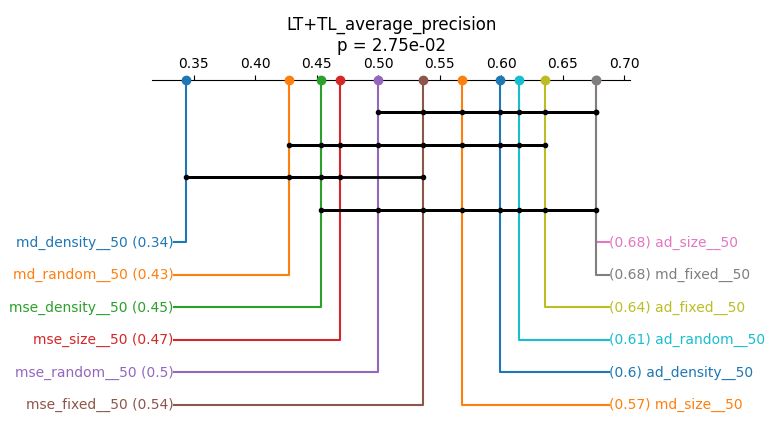 LT+TL_average_precision
p = 2.75e-02
0.35 0.40 0.45 0.50 0.55 0.60 0.65 0.70
md_density__50 (0.34) (0.68) ad_size__50
md_random__50 (0.43) (0.68) md_fixed__50
mse_density__50 (0.45) (0.64) ad_fixed__50
mse_size__50 (0.47) (0.61) ad_random__50
mse_random__50 (0.5) (0.6) ad_density__50
mse_fixed__50 (0.54) (0.57) md_size__50